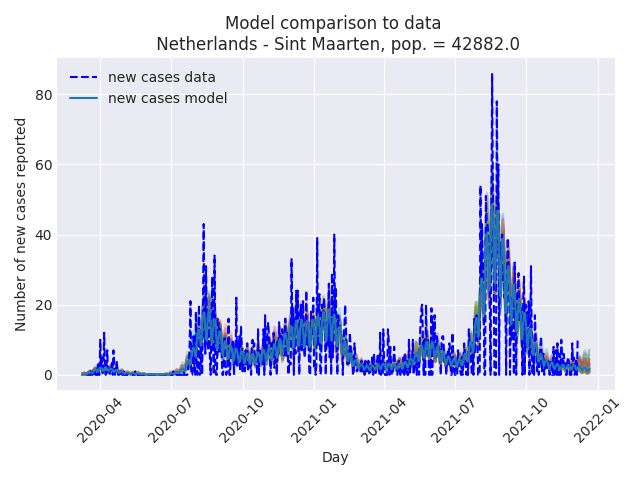 Model comparison to data
Netherlands - Sint Maarten, pop. = 42882.0
new cases data
new cases model
Number of new cases reported
80
60
40
20
0
2020-04
2020-07
2020-10
2021-01
2021-04
2021-07
2021-10
2022-01
Day